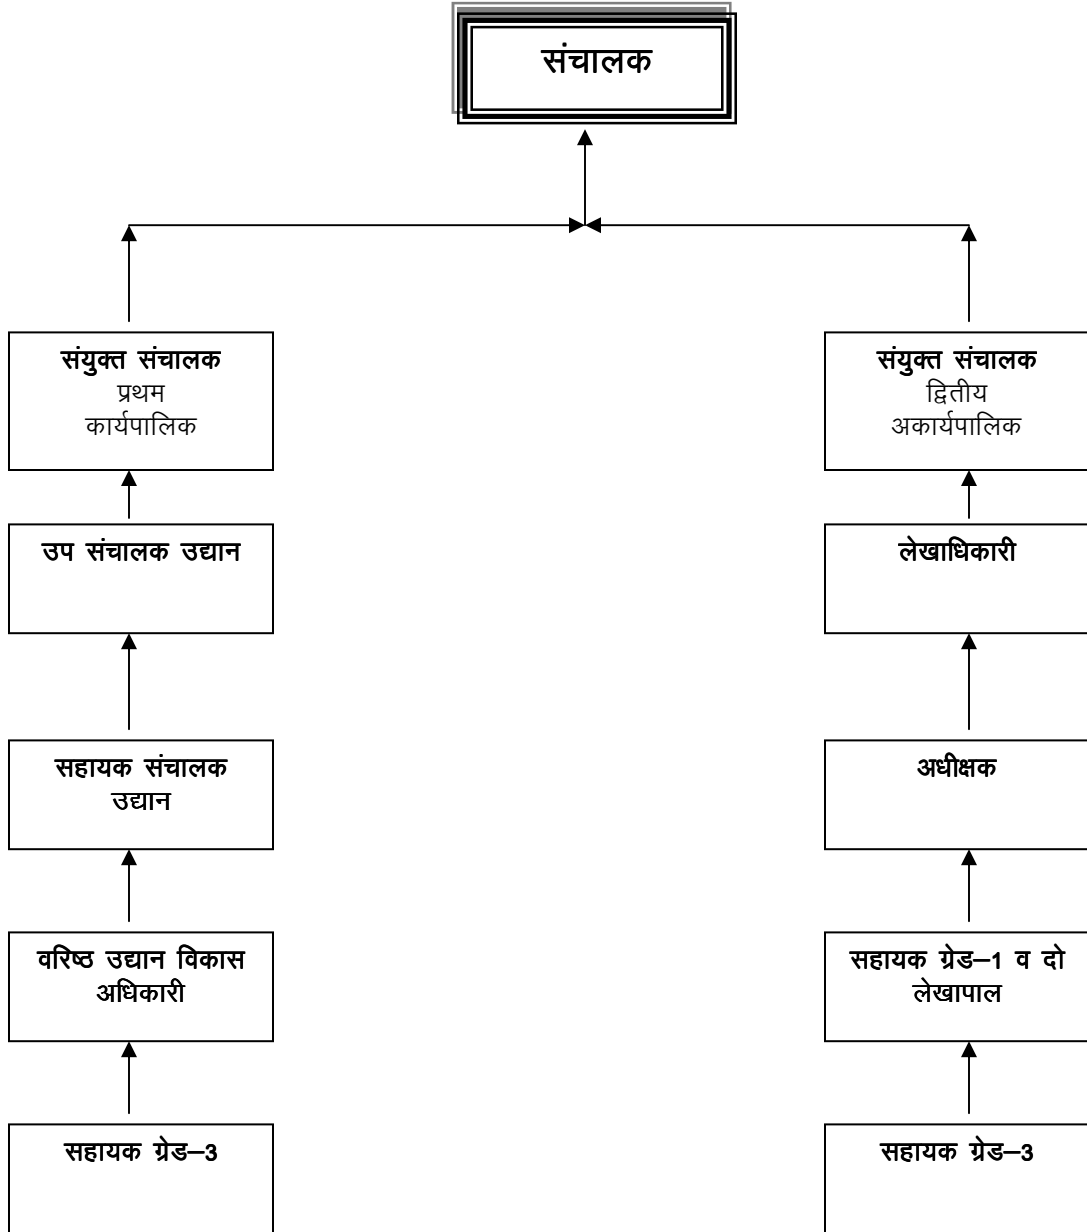 संचालक
संयुक्त संचालक
प्रथम
कार्यपालिक
संयुक्त संचालक
द्वितीय
अकार्यपालिक
उप संचालक उद्यान
लेखाधिकारी
सहायक संचालक
उद्यान
अधीक्षक
वरिष्ठ उद्यान विकास
अधिकारी
सहायक ग्रेड–1 व दो
लेखापाल
सहायक ग्रेड–3
सहायक ग्रेड–3